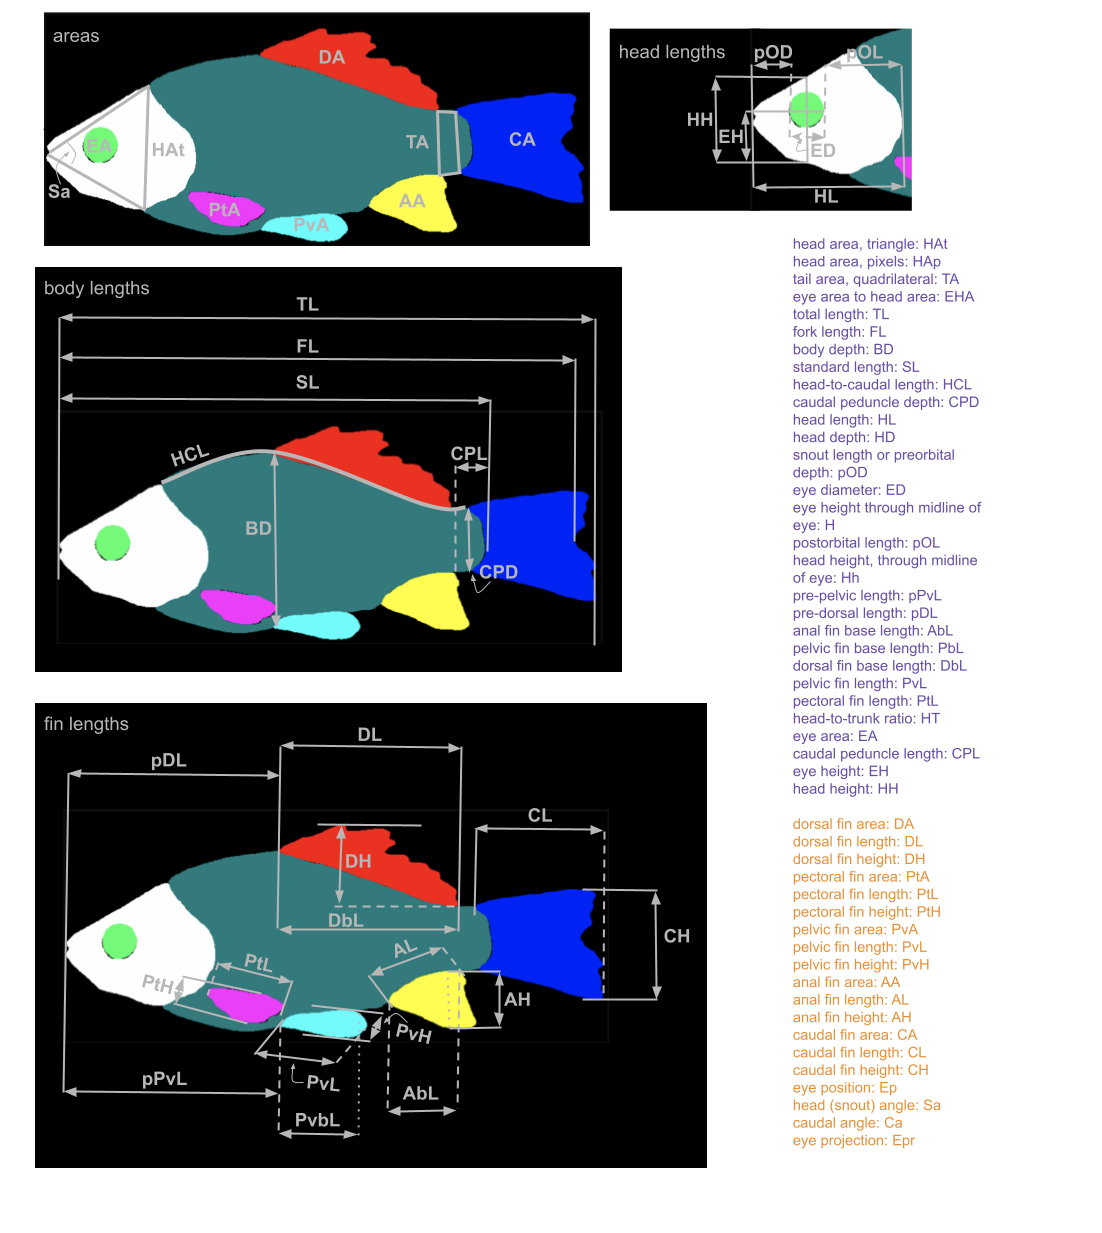 areas
DA
EA
HAt
TA
CA
Sa
PtA
PvA
AA
head lengths
pOD
pOL
HH
EH
ED
HL
body lengths
TL
FL
SL
HCL
CPL
BD
CPD
fin lengths
DL
pDL
CL
DH
DbL
CH
AL
PtL
PtH
AH
PvH
pPvL
PvL
AbL
PvbL
head area, triangle: HAt
head area, pixels: HAp
tail area, quadrilateral: TA
eye area to head area: EHA
total length: TL
fork length: FL
body depth: BD
standard length: SL
head-to-caudal length: HCL
caudal peduncle depth: CPD
head length: HL
head depth: HD
snout length or preorbital
depth: pOD
eye diameter: ED
eye height through midline of
eye: H
postorbital length: pOL
head height, through midline
of eye: Hh
pre-pelvic length: pPvL
pre-dorsal length: pDL
anal fin base length: AbL
pelvic fin base length: PbL
dorsal fin base length: DbL
pelvic fin length: PvL
pectoral fin length: PtL
head-to-trunk ratio: HT
eye area: EA
caudal peduncle length: CPL
eye height: EH
head height: HH
dorsal fin area: DA
dorsal fin length: DL
dorsal fin height: DH
pectoral fin area: PtA
pectoral fin length: PtL
pectoral fin height: PtH
pelvic fin area: PvA
pelvic fin length: PvL
pelvic fin height: PvH
anal fin area: AA
anal fin length: AL
anal fin height: AH
caudal fin area: CA
caudal fin length: CL
caudal fin height: CH
eye position: Ep
head (snout) angle: Sa
caudal angle: Ca
eye projection: Epr